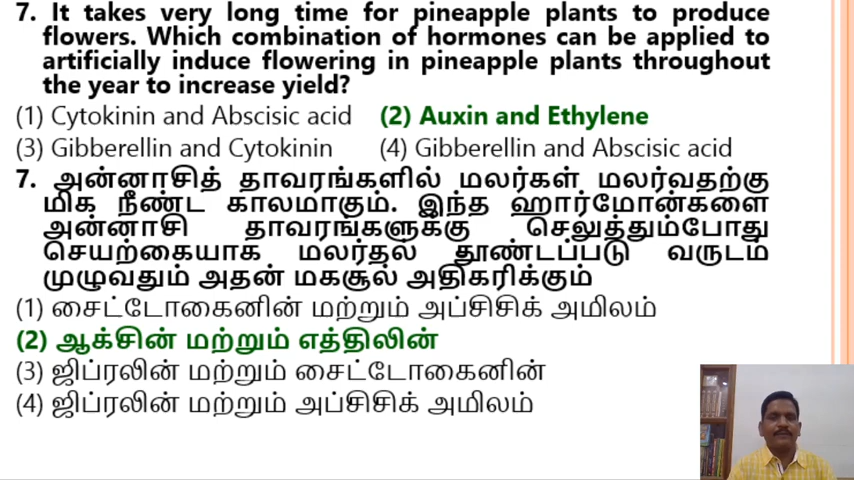 7. It takes very long time for pineapple plants to produce
flowers. Which combination of hormones can be applied to
artificially induce flowering in pineapple plants throughout
the year to increase yield?
(1) Cytokinin and Abscisic acid (2) Auxin and Ethylene
(3) Gibberellin and Cytokinin (4) Gibberellin and Abscisic acid
7. அன்னாசித் தாவரங்களில் மலர்கள் மலர்வதற்கு
மிக நீண்ட காலமாகும். இந்த ஹார்மோன்களை
அன்னாசி தாவரங்களுக்கு செலுத்தும்போது
செயற்கையாக மலர்தல் தூண்டப்படு வருடம்
முழுவதும் அதன் மகசூல் அதிகரிக்கும்
(1) சைட்டோகைனின் மற்றும் அப்சிசிக் அமிலம்
(2) ஆக்சின் மற்றும் எத்திலின்
(3) ஜிப்ரலின் மற்றும் சைட்டோகைனின்
(4) ஜிப்ரலின் மற்றும் அப்சிசிக் அமிலம்